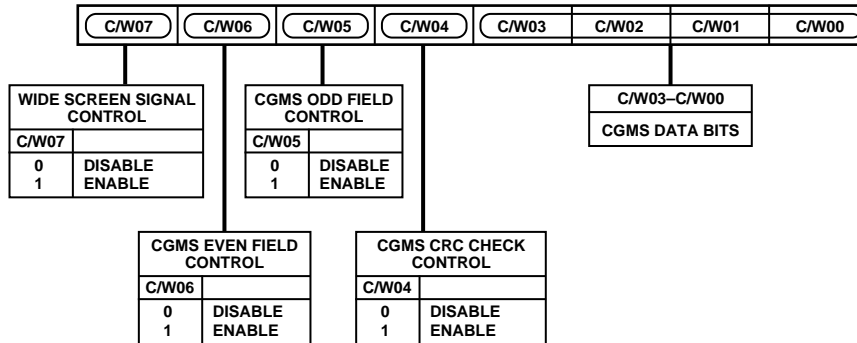 C/W07 C/W06 C/W05 C/W04 C/W03 C/W02 C/W01 C/W00
WIDE SCREEN SIGNAL
CONTROL
C/W07
0 DISABLE
1 ENABLE
CGMS ODD FIELD
CONTROL
C/W05
0 DISABLE
1 ENABLE
C/W03–C/W00
CGMS DATA BITS
CGMS EVEN FIELD
CONTROL
C/W06
0 DISABLE
1 ENABLE
CGMS CRC CHECK
CONTROL
C/W04
0 DISABLE
1 ENABLE